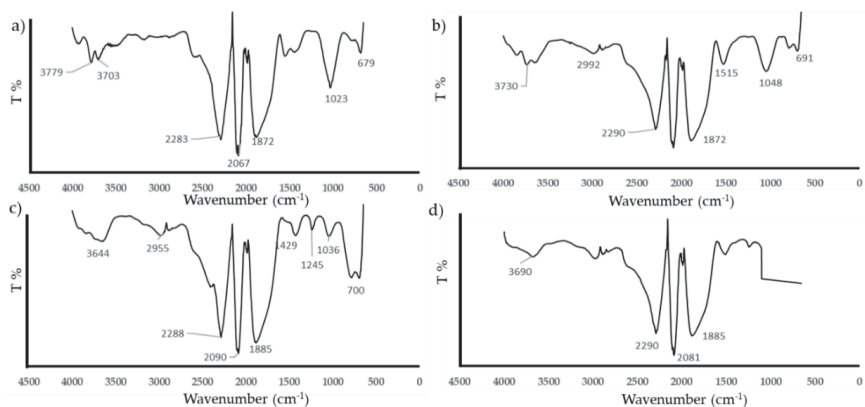 a)
T %
3779
3703
2283
2067
1872
1023
679
4500 4000 3500 3000 2500 2000 1500 1000 500 0
Wavenumber (cm⁻¹)
b)
T %
3730
2992
2290
1872
1515
1048
691
4500 4000 3500 3000 2500 2000 1500 1000 500 0
Wavenumber (cm⁻¹)
c)
T %
3644
2955
2288
2090
1885
1429
1245
1036
700
4500 4000 3500 3000 2500 2000 1500 1000 500 0
Wavenumber (cm⁻¹)
d)
T %
3690
2290
2081
1885
4500 4000 3500 3000 2500 2000 1500 1000 500 0
Wavenumber (cm⁻¹)